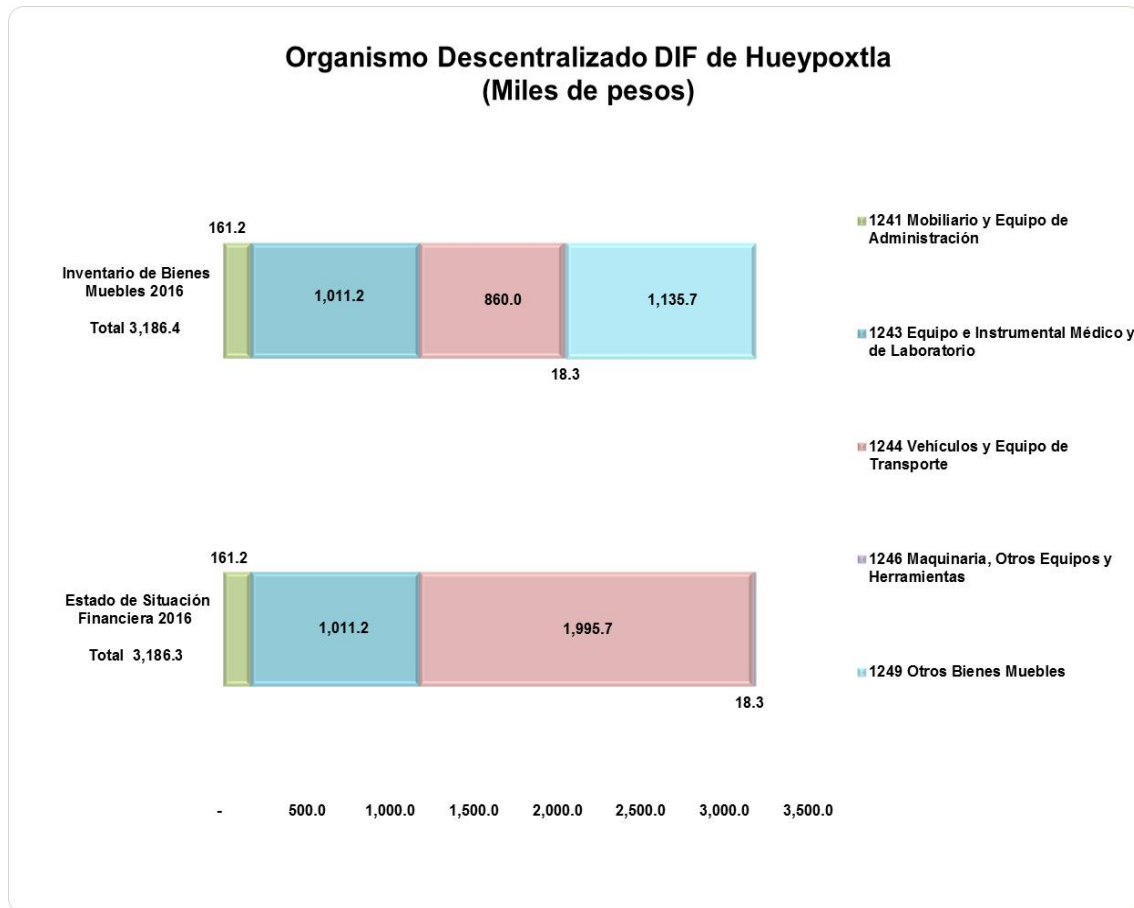 Organismo Descentralizado DIF de Hueypoxtla
(Miles de pesos)
161.2
Inventario de Bienes
Muebles 2016
Total 3,186.4
1,011.2
860.0
1,135.7
18.3
161.2
Estado de Situación
Financiera 2016
Total 3,186.3
1,011.2
1,995.7
18.3
- 500.0 1,000.0 1,500.0 2,000.0 2,500.0 3,000.0 3,500.0
1241 Mobiliario y Equipo de
Administración
1243 Equipo e Instrumental Médico y
de Laboratorio
1244 Vehículos y Equipo de
Transporte
1246 Maquinaria, Otros Equipos y
Herramientas
1249 Otros Bienes Muebles